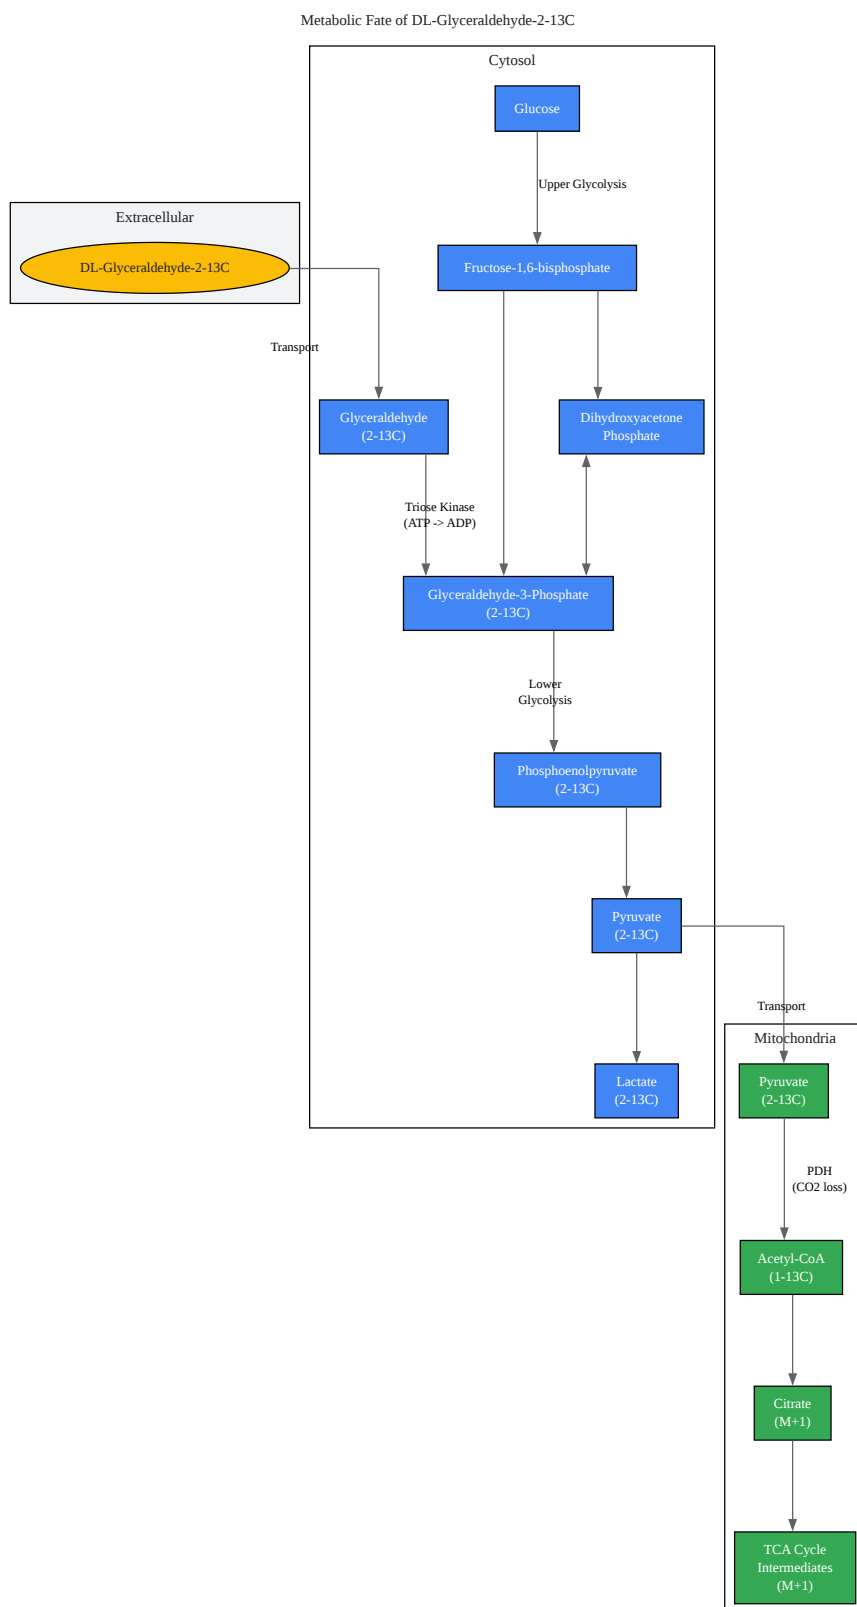 Metabolic Fate of DL-Glyceraldehyde-2-13C
Cytosol
Glucose
Upper Glycolysis
Extracellular
DL-Glyceraldehyde-2-13C
Fructose-1,6-bisphosphate
Transport
Glyceraldehyde
(2-13C)
Dihydroxyacetone
Phosphate
Triose Kinase
(ATP -> ADP)
Glyceraldehyde-3-Phosphate
(2-13C)
Lower
Glycolysis
Phosphoenolpyruvate
(2-13C)
Pyruvate
(2-13C)
Transport
Mitochondria
Lactate
(2-13C)
Pyruvate
(2-13C)
PDH
(CO2 loss)
Acetyl-CoA
(1-13C)
Citrate
(M+1)
TCA Cycle
Intermediates
(M+1)